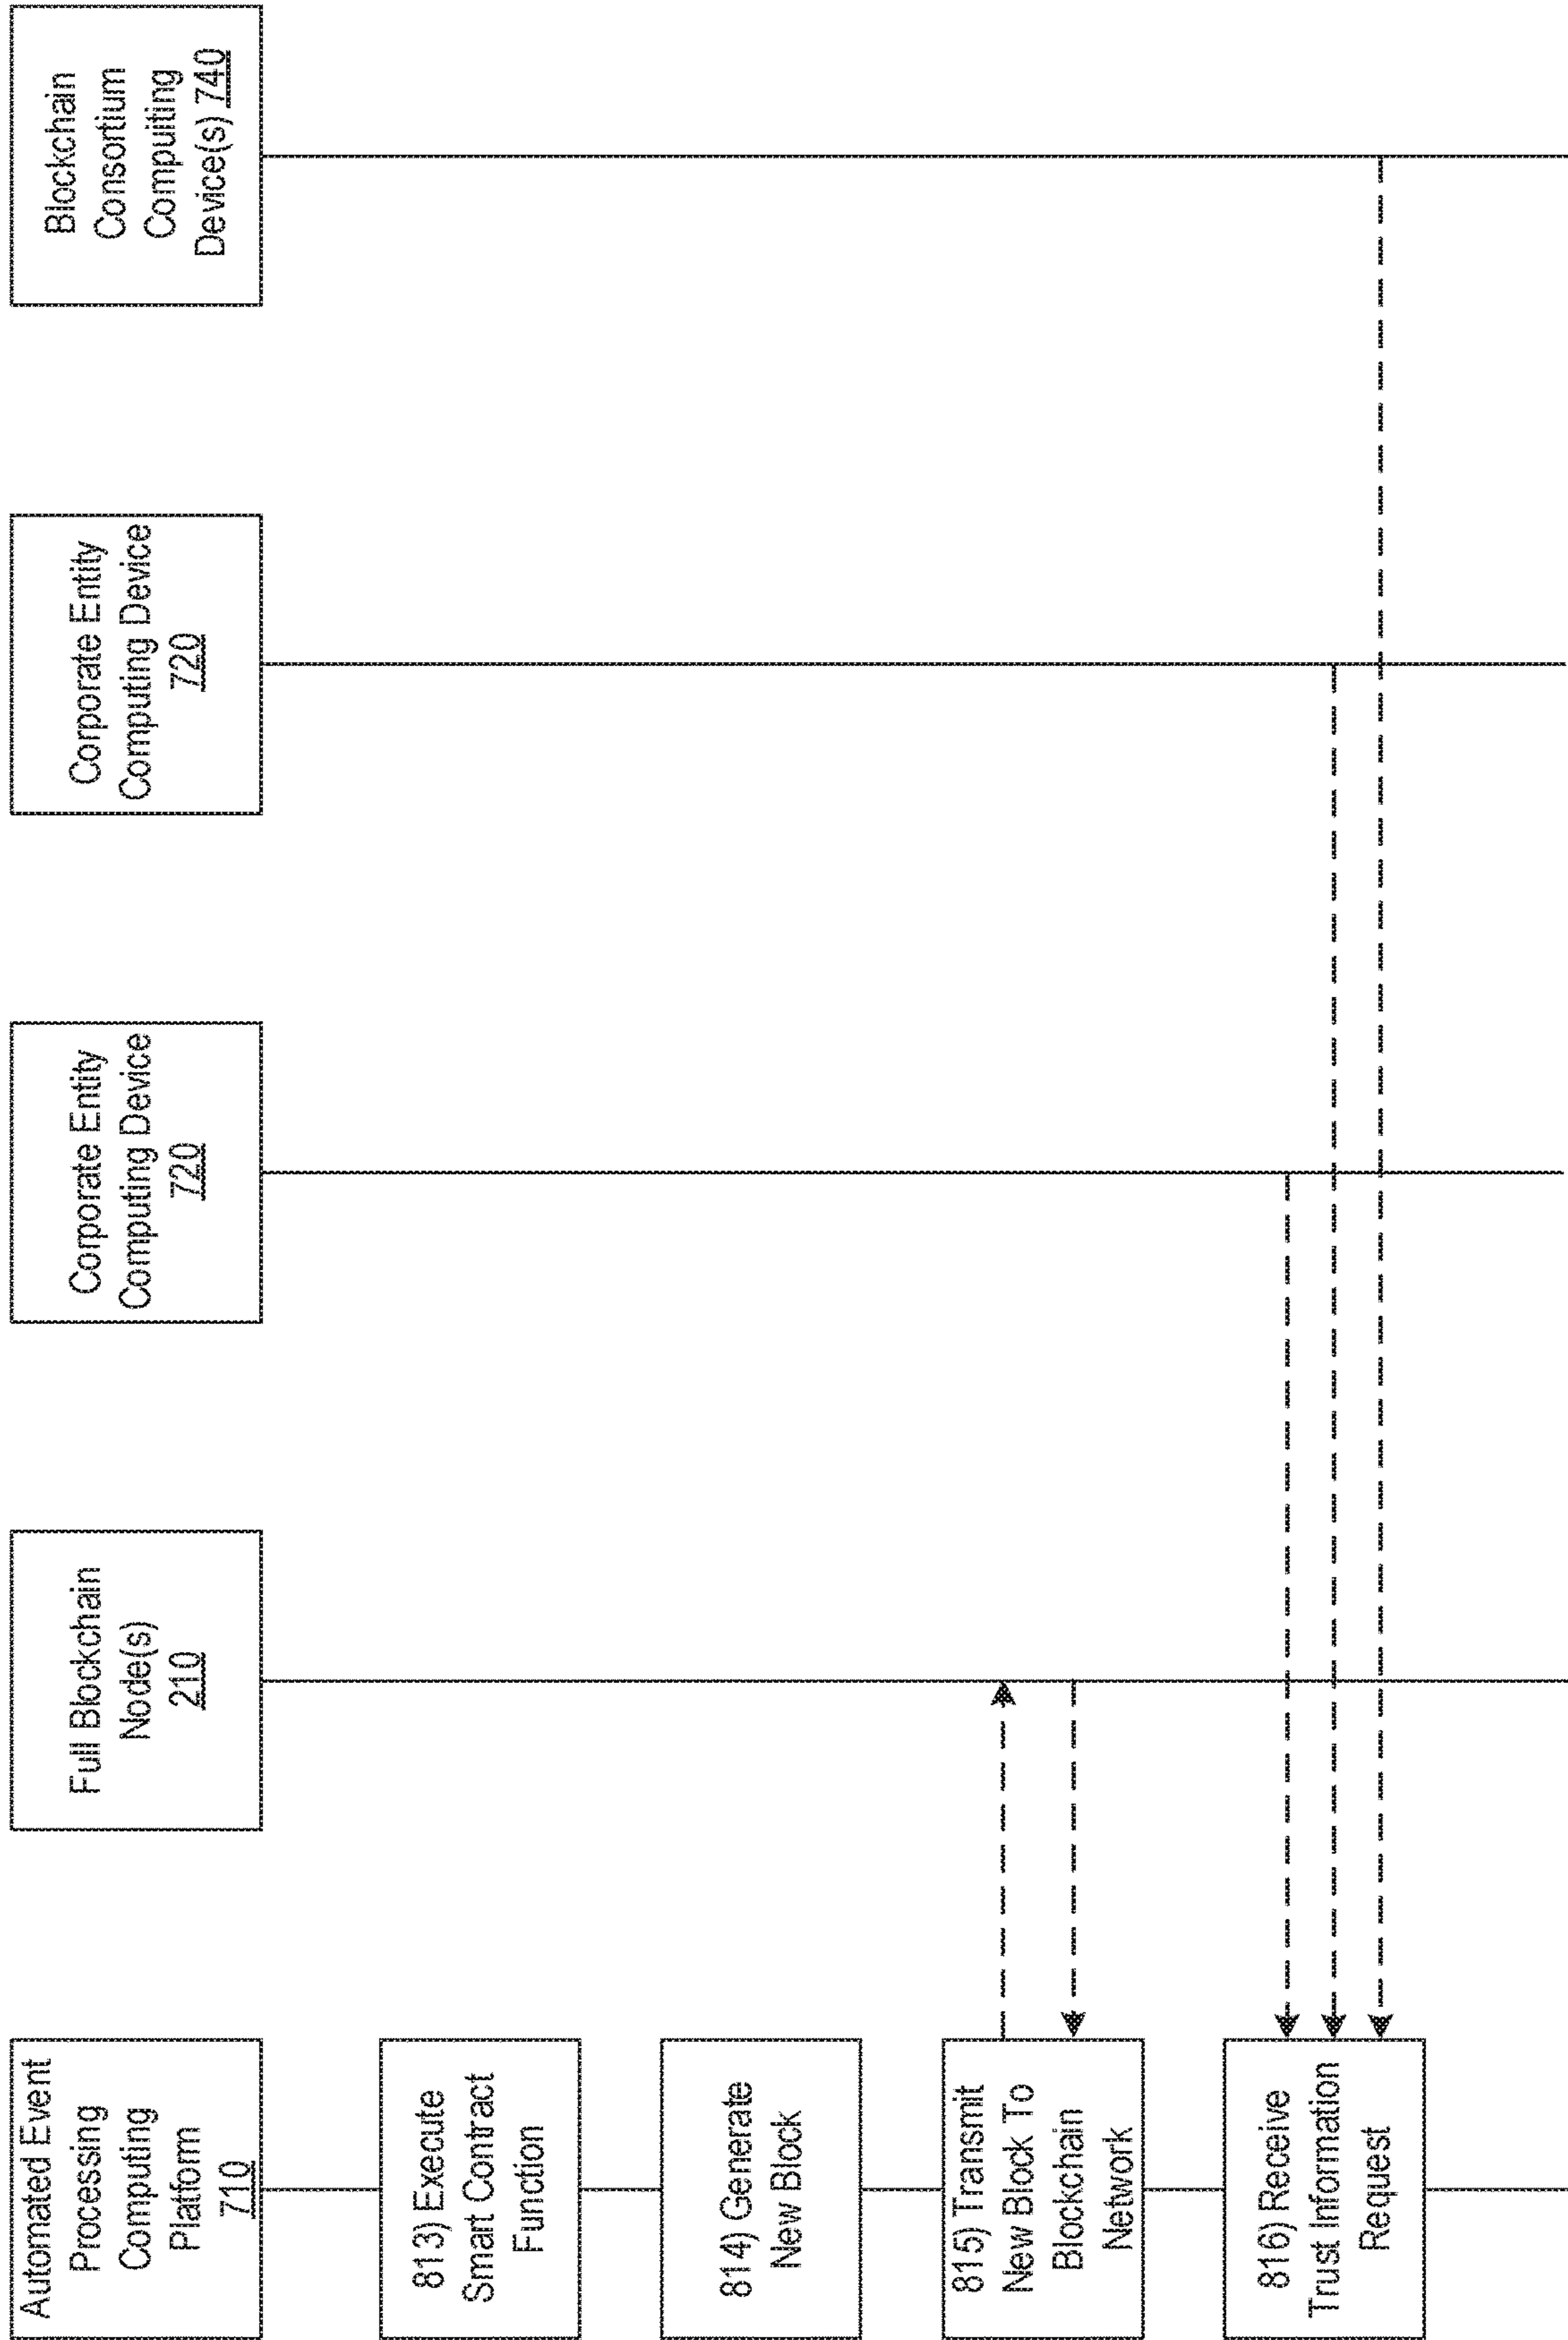 Automated Event
Processing
Computing
Platform
710
Full Blockchain
Node(s)
210
Corporate Entity
Computing Device
720
Corporate Entity
Computing Device
720
Blockchain
Consortium
Compuiting
Device(s) 740
813) Execute
Smart Contract
Function
814) Generate
New Block
815) Transmit
New Block To
Blockchain
Network
816) Receive
Trust Information
Request